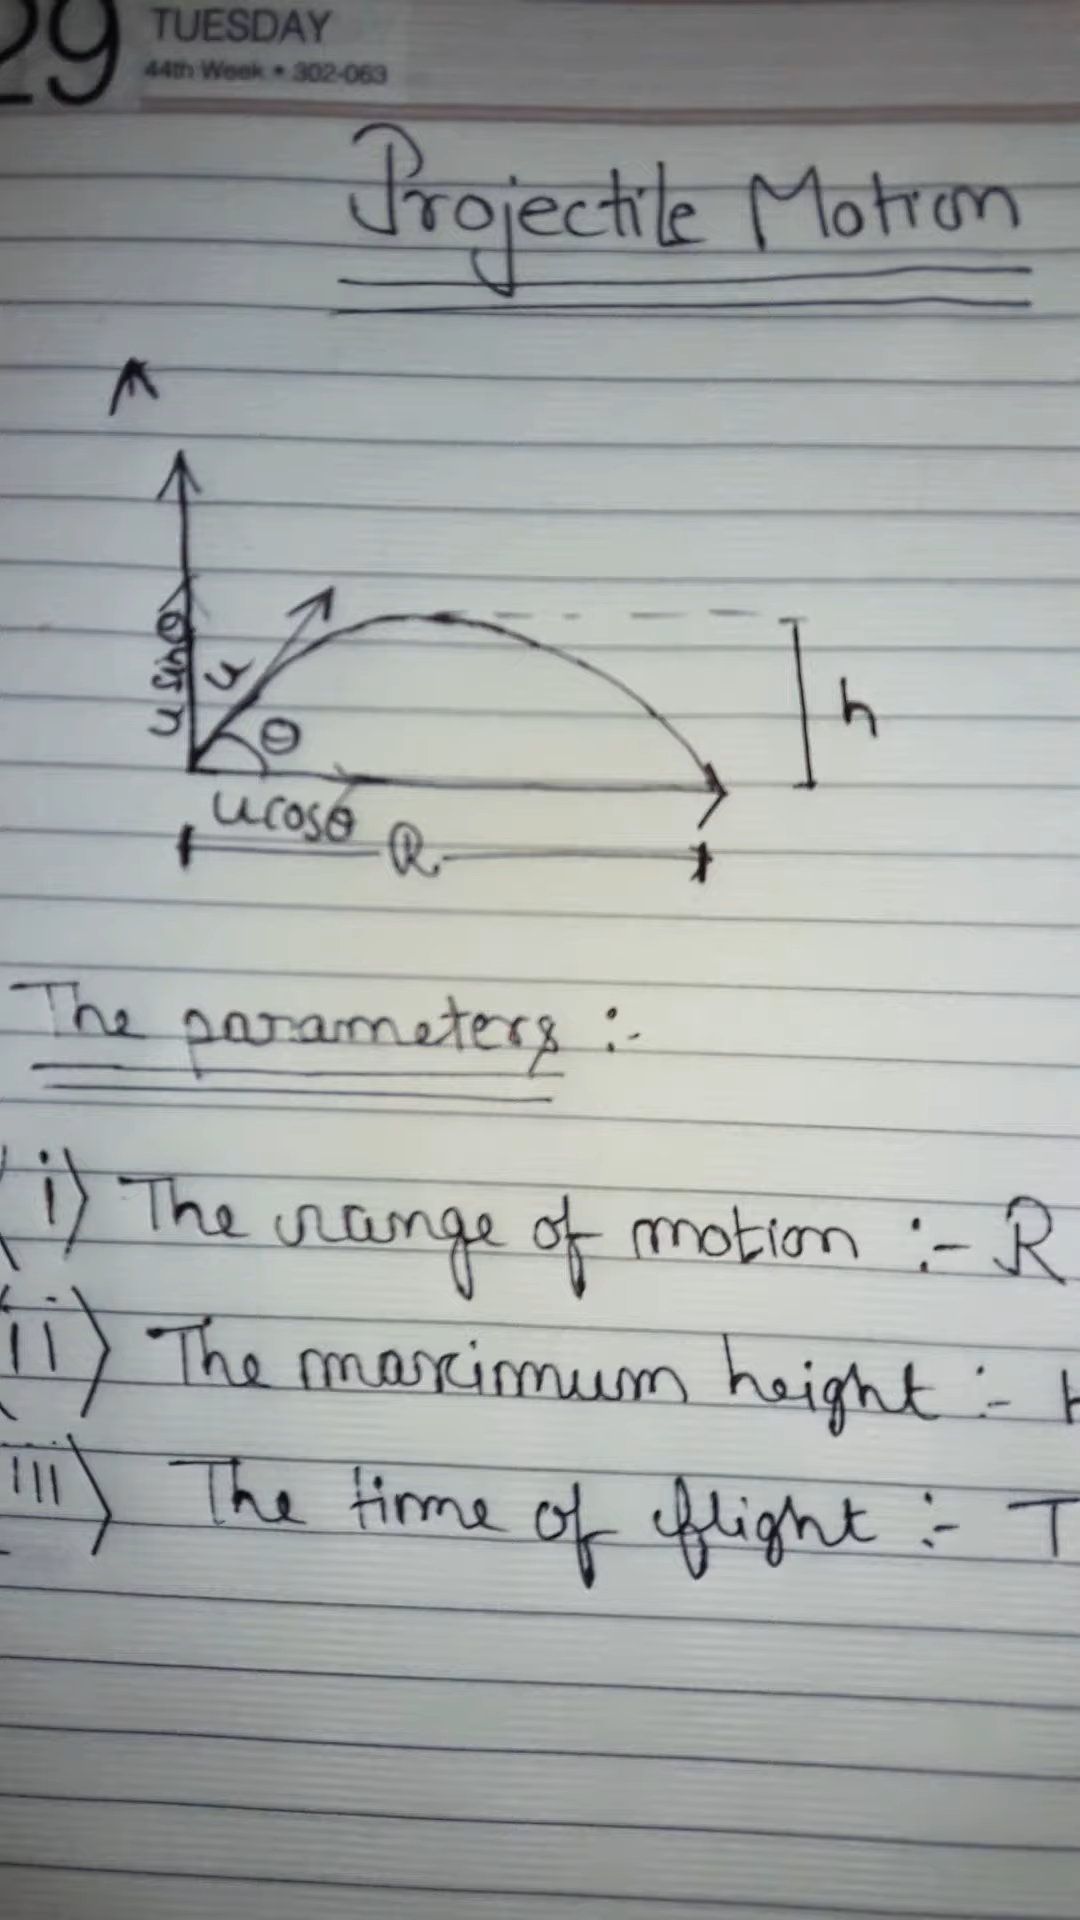 29
TUESDAY
44th Week • 302-063
Projectile Motion
u sinθ
u
θ
h
ucosθ
R
The parameters :-
(i) The range of motion :- R
(ii) The maximum height :- H
(iii) The time of flight :- T